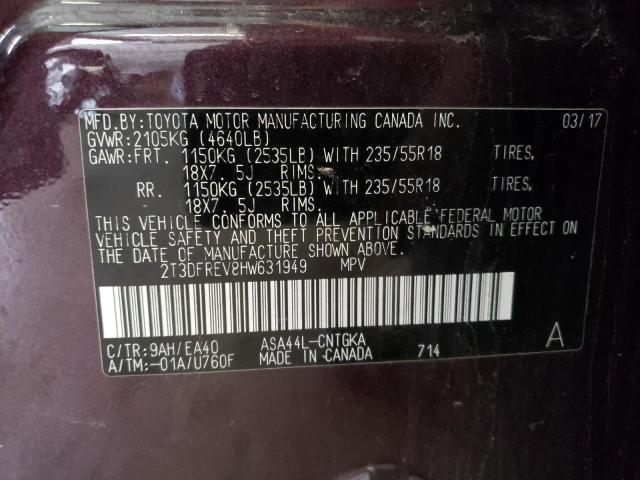 MFD.BY:TOYOTA MOTOR MANUFACTURING CANADA INC. 03/17
GVWR:2105KG (4640LB)
GAWR:FRT. 1150KG (2535LB) WITH 235/55R18 TIRES,
18X7.5J RIMS.
RR. 1150KG (2535LB) WITH 235/55R18 TIRES,
18X7.5J RIMS.
THIS VEHICLE CONFORMS TO ALL APPLICABLE FEDERAL MOTOR
VEHICLE SAFETY AND THEFT PREVENTION STANDARDS IN EFFECT ON
THE DATE OF MANUFACTURE SHOWN ABOVE.
2T3DFREV8HW631949 MPV
C/TR:9AH/EA40 ASA44L-CNTGKA A
A/TM:-01A/U760F MADE IN CANADA 714